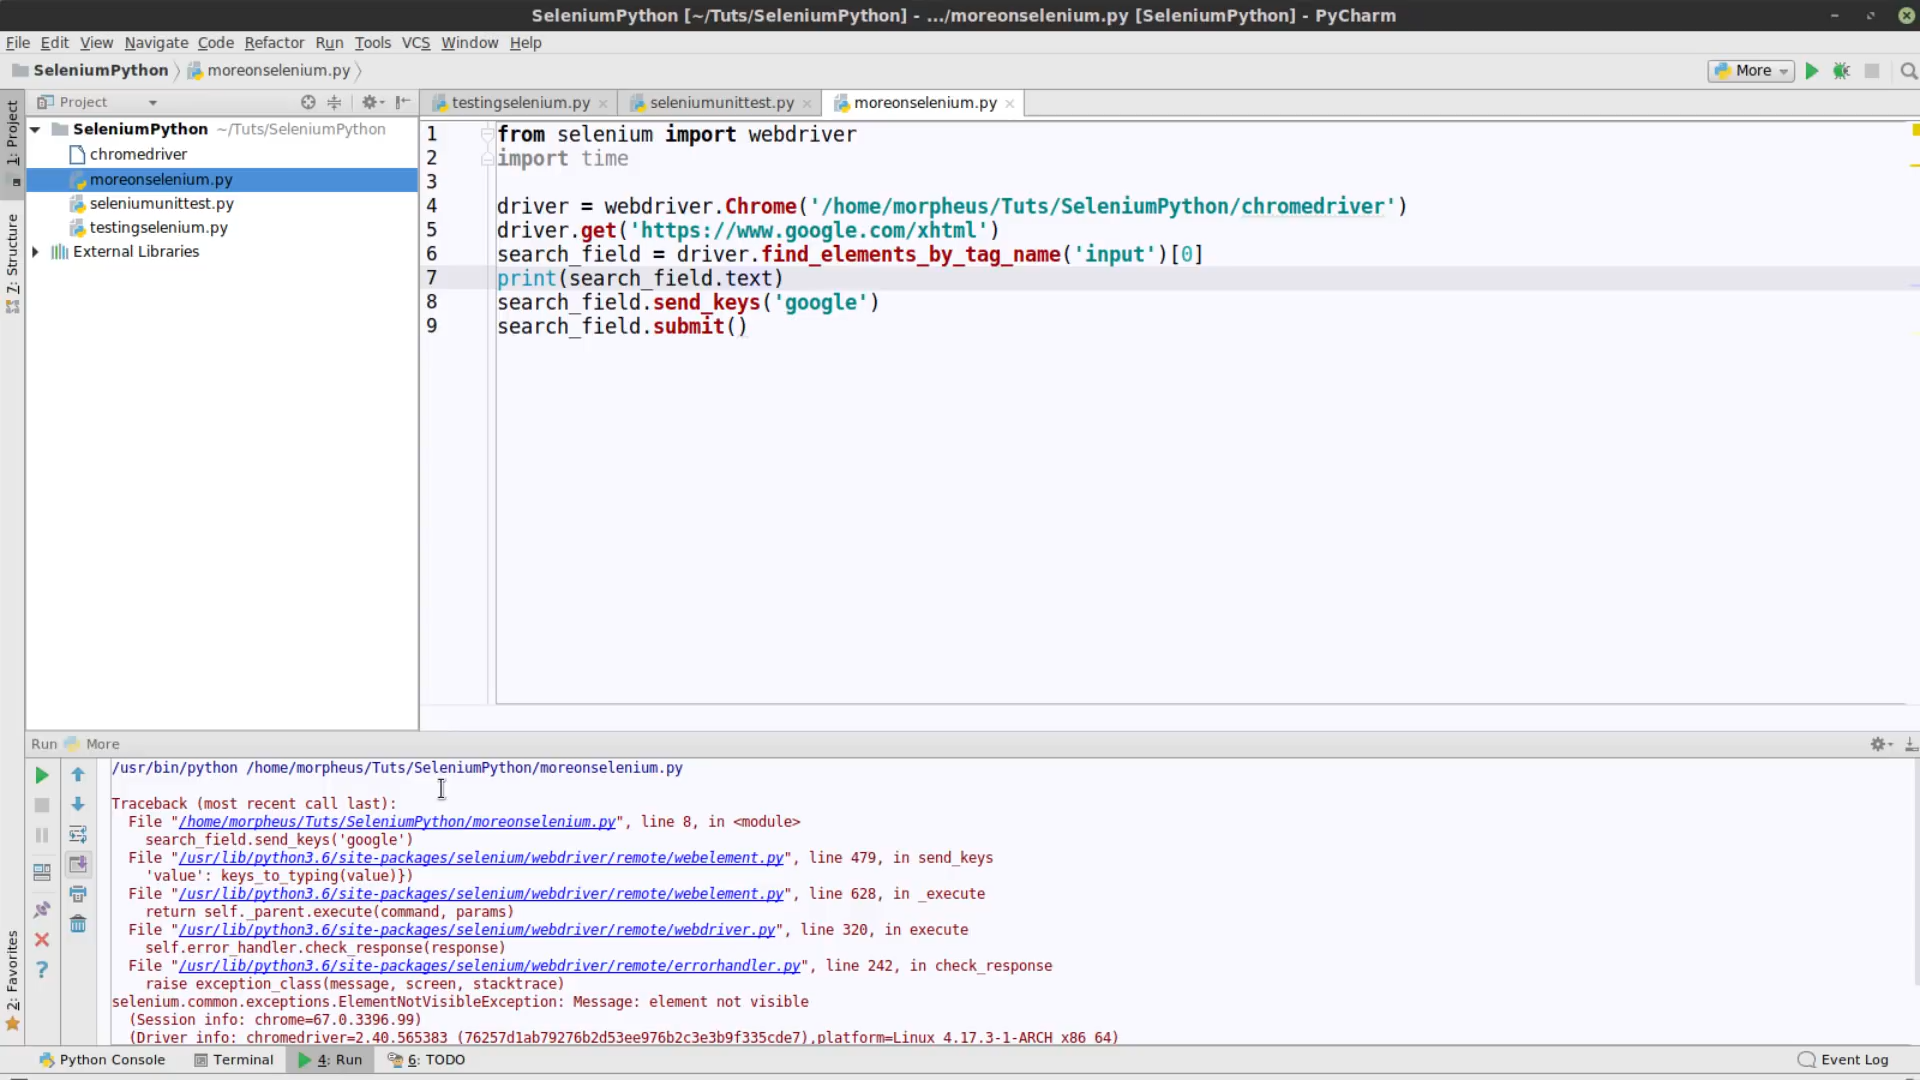 SeleniumPython [~/Tuts/SeleniumPython] - .../moreonselenium.py [SeleniumPython] - PyCharm
File Edit View Navigate Code Refactor Run Tools VCS Window Help
SeleniumPython moreonselenium.py
More
Project
testingselenium.py seleniumunittest.py moreonselenium.py
1: Project
7: Structure
2: Favorites
SeleniumPython ~/Tuts/SeleniumPython
chromedriver
moreonselenium.py
seleniumunittest.py
testingselenium.py
External Libraries
1 from selenium import webdriver
2 import time
3
4 driver = webdriver.Chrome('/home/morpheus/Tuts/SeleniumPython/chromedriver')
5 driver.get('https://www.google.com/xhtml')
6 search_field = driver.find_elements_by_tag_name('input')[0]
7 print(search_field.text)
8 search_field.send_keys('google')
9 search_field.submit()
Run More
/usr/bin/python /home/morpheus/Tuts/SeleniumPython/moreonselenium.py
Traceback (most recent call last):
File "/home/morpheus/Tuts/SeleniumPython/moreonselenium.py", line 8, in <module>
search_field.send_keys('google')
File "/usr/lib/python3.6/site-packages/selenium/webdriver/remote/webelement.py", line 479, in send_keys
'value': keys_to_typing(value)})
File "/usr/lib/python3.6/site-packages/selenium/webdriver/remote/webelement.py", line 628, in _execute
return self._parent.execute(command, params)
File "/usr/lib/python3.6/site-packages/selenium/webdriver/remote/webdriver.py", line 320, in execute
self.error_handler.check_response(response)
File "/usr/lib/python3.6/site-packages/selenium/webdriver/remote/errorhandler.py", line 242, in check_response
raise exception_class(message, screen, stacktrace)
selenium.common.exceptions.ElementNotVisibleException: Message: element not visible
(Session info: chrome=67.0.3396.99)
(Driver info: chromedriver=2.40.565383 (76257d1ab79276b2d53ee976b2c3e3b9f335cde7),platform=Linux 4.17.3-1-ARCH x86_64)
Python Console Terminal 4: Run 6: TODO Event Log